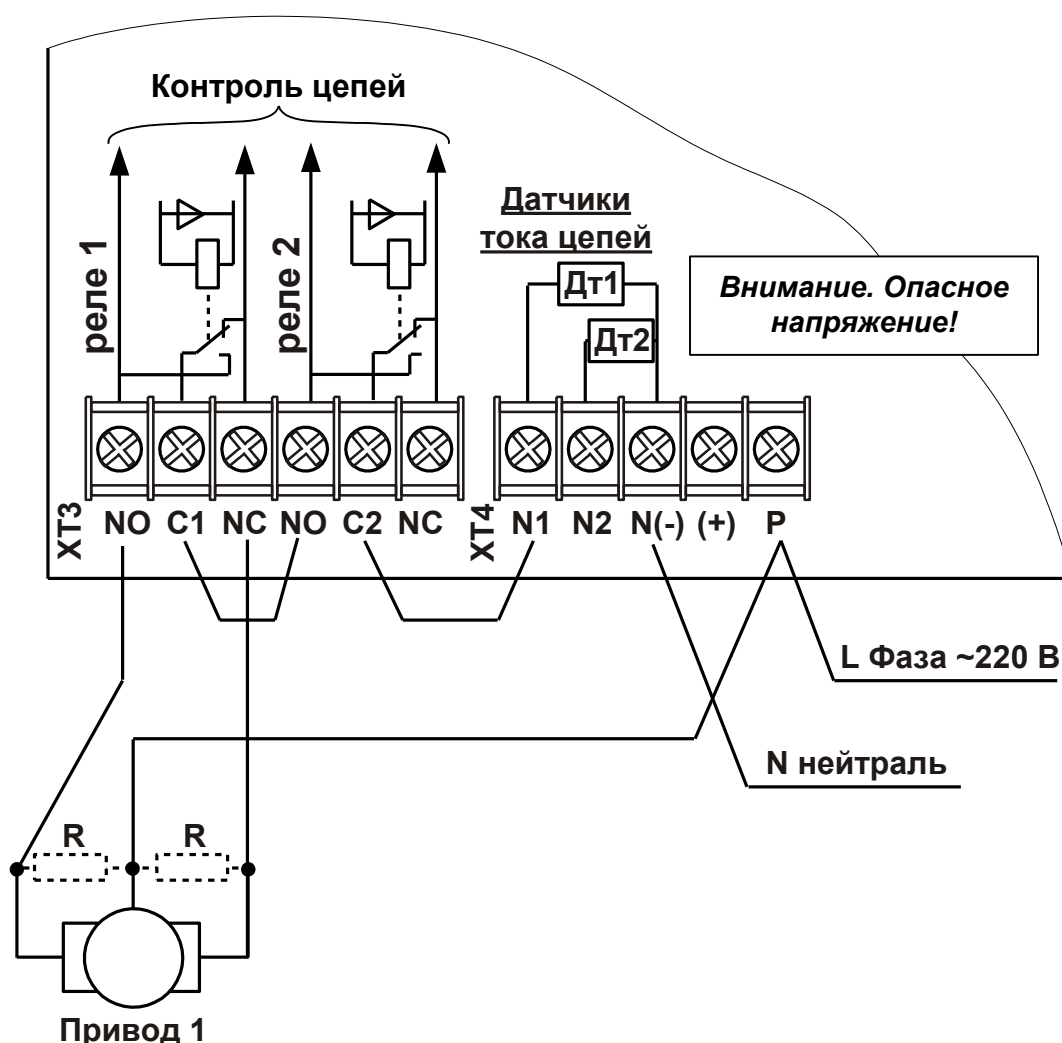 Контроль цепей
реле 1
реле 2
Датчики
тока цепей
Дт1
Дт2
Внимание. Опасное
напряжение!
XT3
NO C1 NC NO C2 NC
XT4
N1 N2 N(-) (+) P
L Фаза ~220 В
N нейтраль
R R
Привод 1